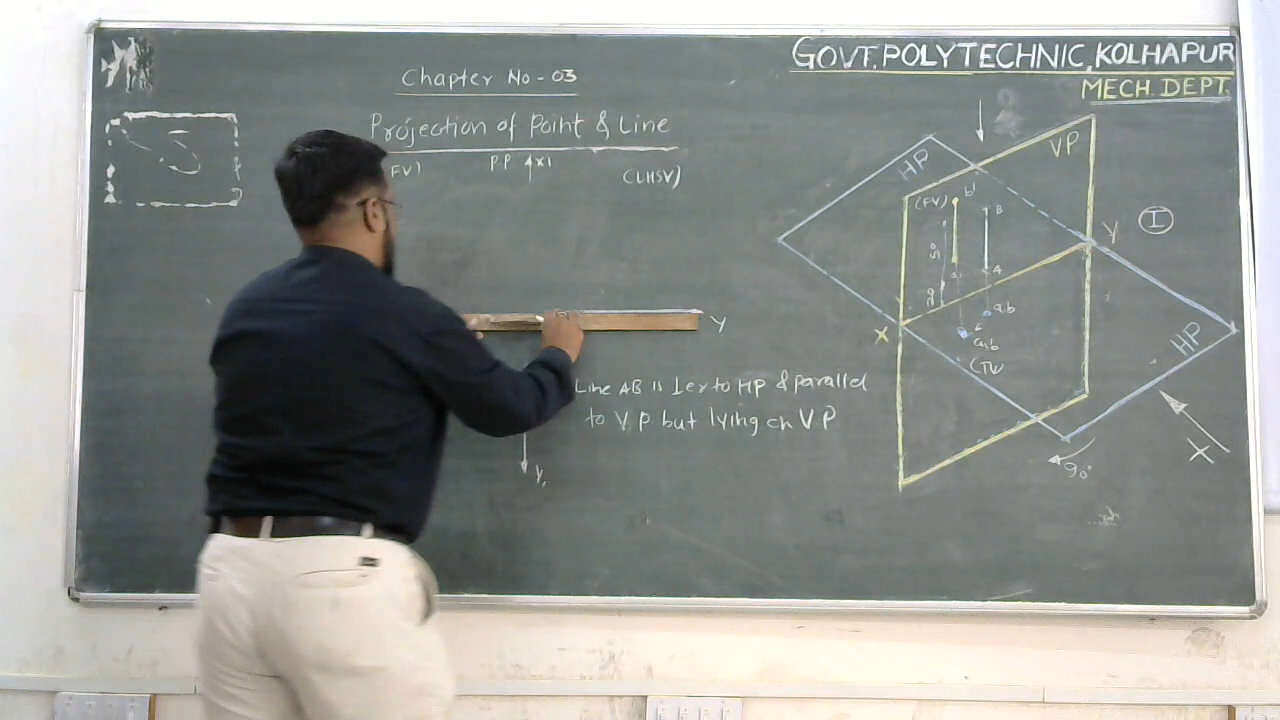 GOVT.POLYTECHNIC,KOLHAPUR
MECH. DEPT.
Chapter No - 03
Projection of Point & Line
FV)
PP
X1
(LHSV)
Y
Line AB is ⊥er to HP & parallel
to V.P but lying on V.P
Y,
HP
VP
(FV)
b'
B
A
a,b
a,b
(TV
X
Y
I
HP
X
90°